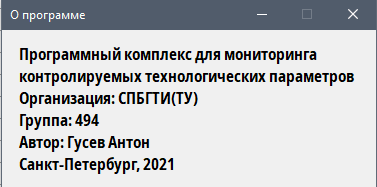 О программе
Программный комплекс для мониторинга
контролируемых технологических параметров
Организация: СПБГТИ(ТУ)
Группа: 494
Автор: Гусев Антон
Санкт-Петербург, 2021